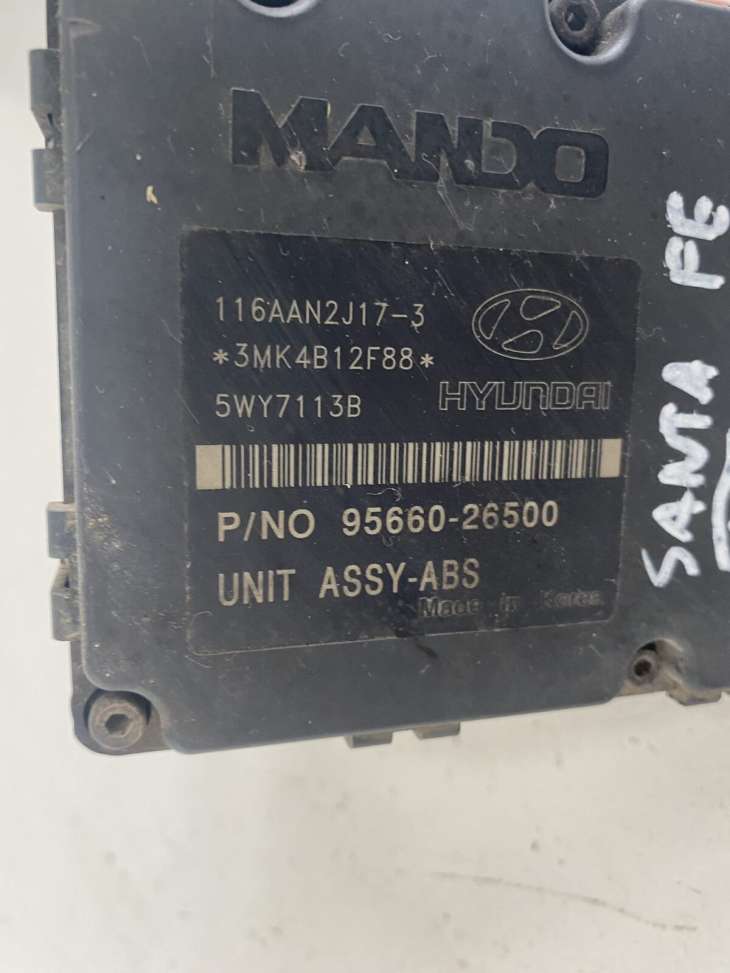 MANDO
116AAN2J17-3
*3MK4B12F88*
5WY7113B
HYUNDAI
P/NO 95660-26500
UNIT ASSY-ABS
Made in Korea
SANTA FE